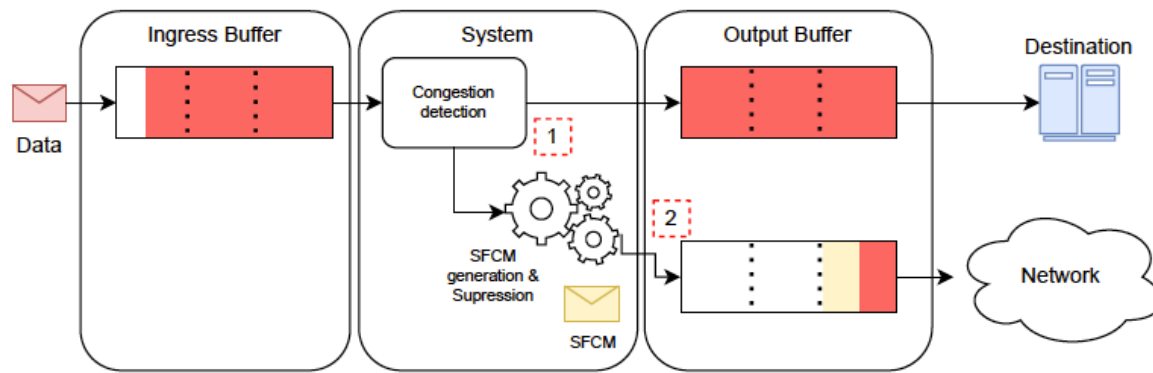 Ingress Buffer
System
Output Buffer
Destination
Data
Congestion
detection
1
2
SFCM
generation &
Supression
SFCM
Network